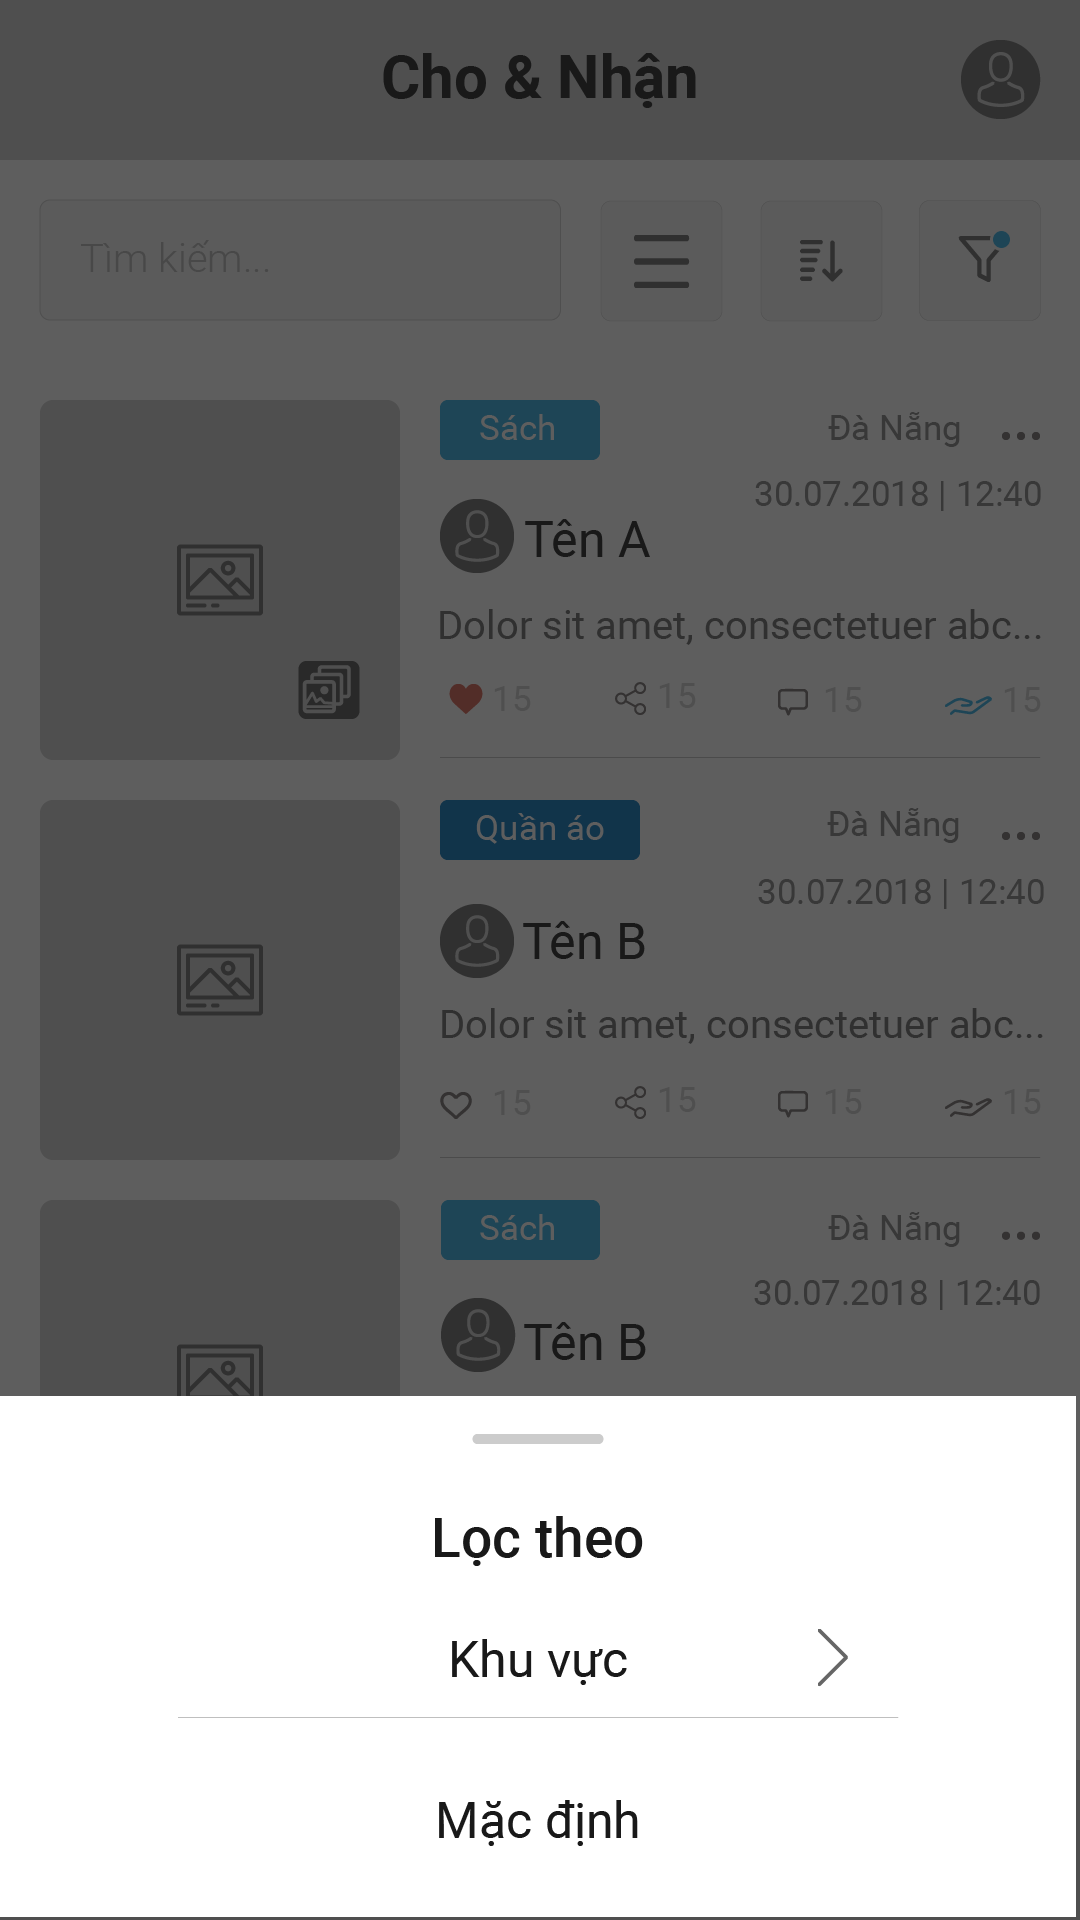 Cho & Nhận
Tìm kiếm...
Sách
Đà Nẵng
30.07.2018 | 12:40
Tên A
Dolor sit amet, consectetuer abc...
15 15 15 15
Quần áo
Đà Nẵng
30.07.2018 | 12:40
Tên B
Dolor sit amet, consectetuer abc...
15 15 15 15
Sách
Đà Nẵng
30.07.2018 | 12:40
Tên B
Lọc theo
Khu vực
Mặc định